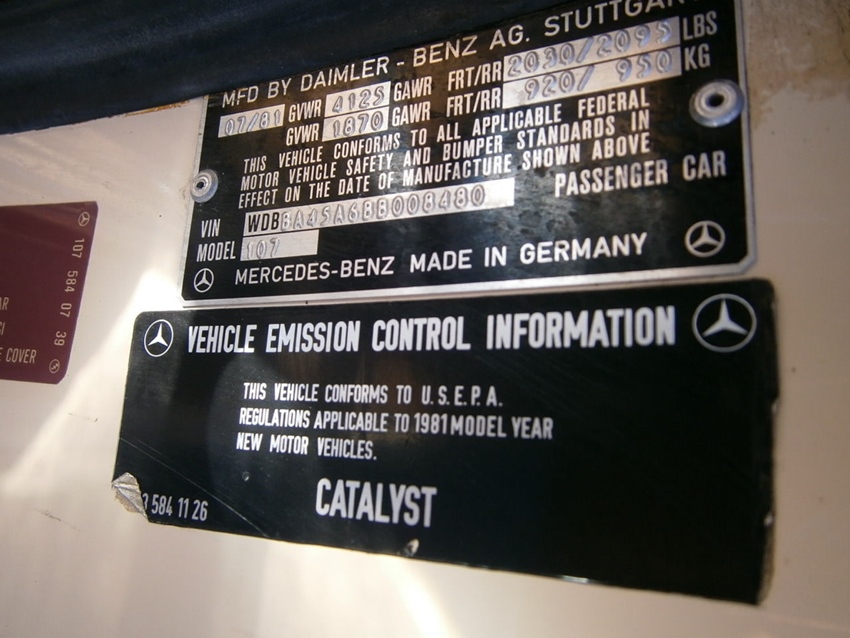 MFD BY DAIMLER - BENZ AG. STUTTGART
07/81 GVWR 4125 GAWR FRT/RR 2030/2095 LBS
GVWR 1870 GAWR FRT/RR 920/ 950 KG
THIS VEHICLE CONFORMS TO ALL APPLICABLE FEDERAL
MOTOR VEHICLE SAFETY AND BUMPER STANDARDS IN
EFFECT ON THE DATE OF MANUFACTURE SHOWN ABOVE
VIN WDBBA45A6BB008480 PASSENGER CAR
MODEL 107
MERCEDES-BENZ MADE IN GERMANY
107 584 07 39
COVER
VEHICLE EMISSION CONTROL INFORMATION
THIS VEHICLE CONFORMS TO U.S.E.P.A.
REGULATIONS APPLICABLE TO 1981 MODEL YEAR
NEW MOTOR VEHICLES.
CATALYST
584 11 26